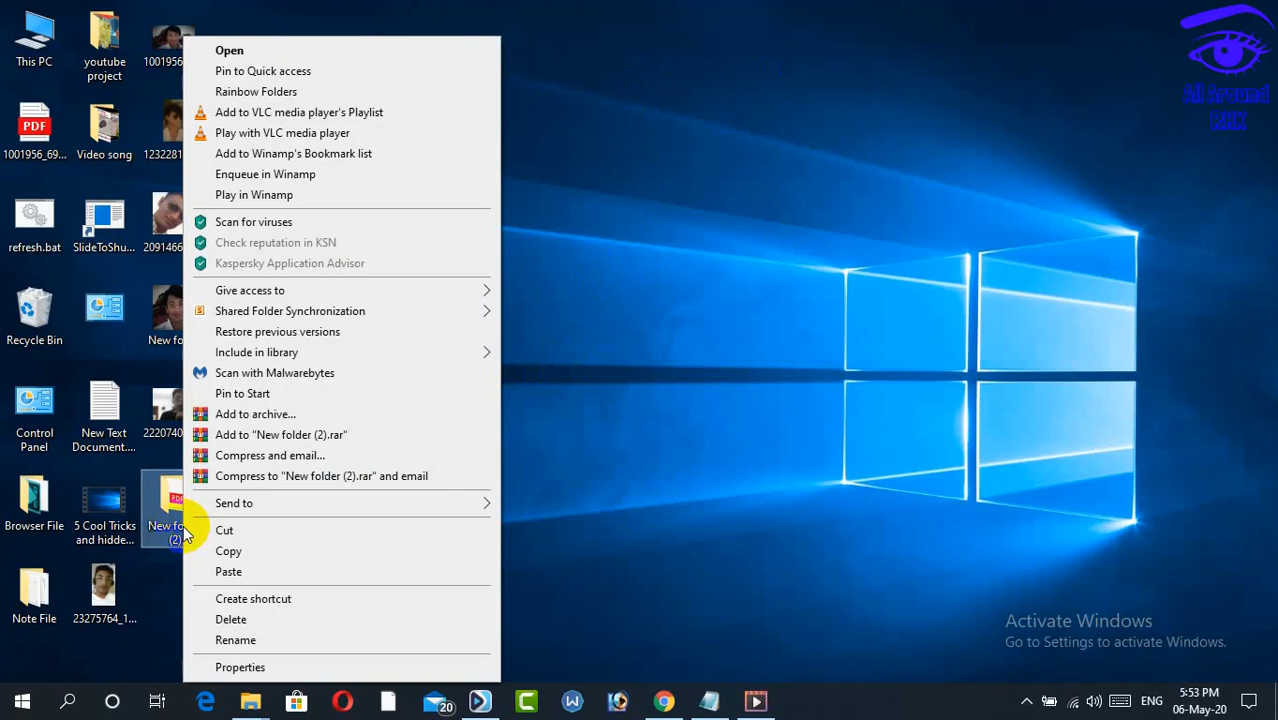 This PC
youtube
project
1001956
PDF
1001956_69...
Video song
1232281
refresh.bat
SlideToShu...
2091466
Recycle Bin
New fo
Control
Panel
New Text
Document....
2220740
Browser File
5 Cool Tricks
and hidde...
PDF
New fo
(2)
Note File
23275764_1...
Open
Pin to Quick access
Rainbow Folders
Add to VLC media player's Playlist
Play with VLC media player
Add to Winamp's Bookmark list
Enqueue in Winamp
Play in Winamp
Scan for viruses
Check reputation in KSN
Kaspersky Application Advisor
Give access to
Shared Folder Synchronization
Restore previous versions
Include in library
Scan with Malwarebytes
Pin to Start
Add to archive...
Add to "New folder (2).rar"
Compress and email...
Compress to "New folder (2).rar" and email
Send to
Cut
Copy
Paste
Create shortcut
Delete
Rename
Properties
All Around
RHK
Activate Windows
Go to Settings to activate Windows.
20
ENG
5:53 PM
06-May-20